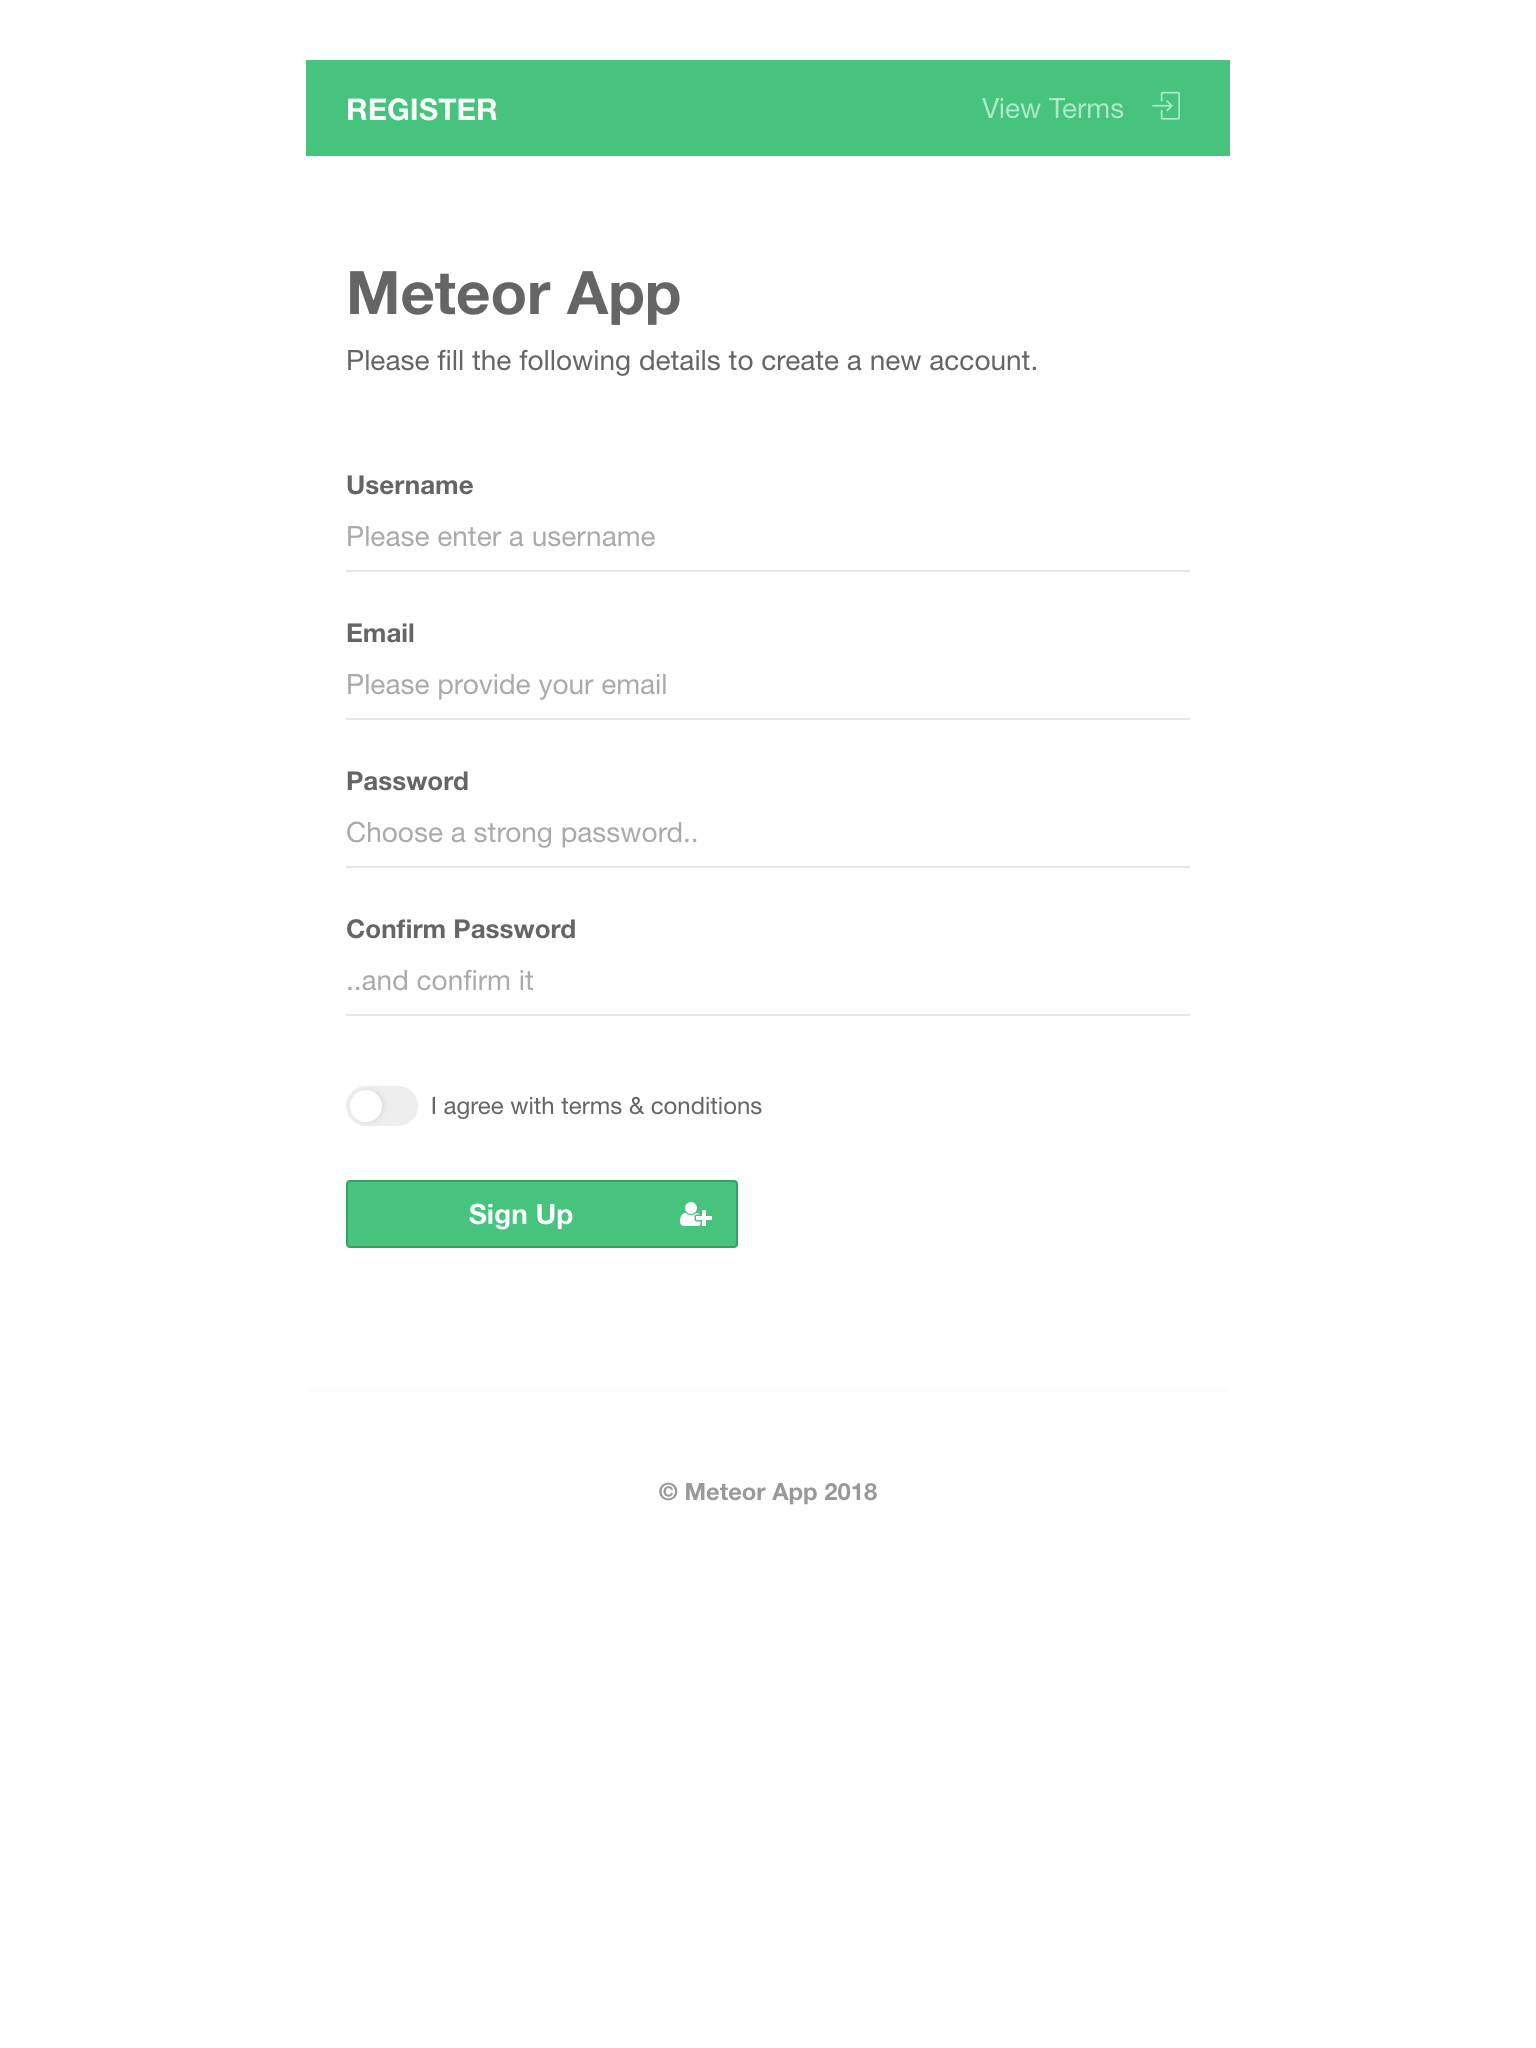 REGISTER
View Terms
Meteor App
Please fill the following details to create a new account.
Username
Please enter a username
Email
Please provide your email
Password
Choose a strong password..
Confirm Password
..and confirm it
I agree with terms & conditions
Sign Up
© Meteor App 2018